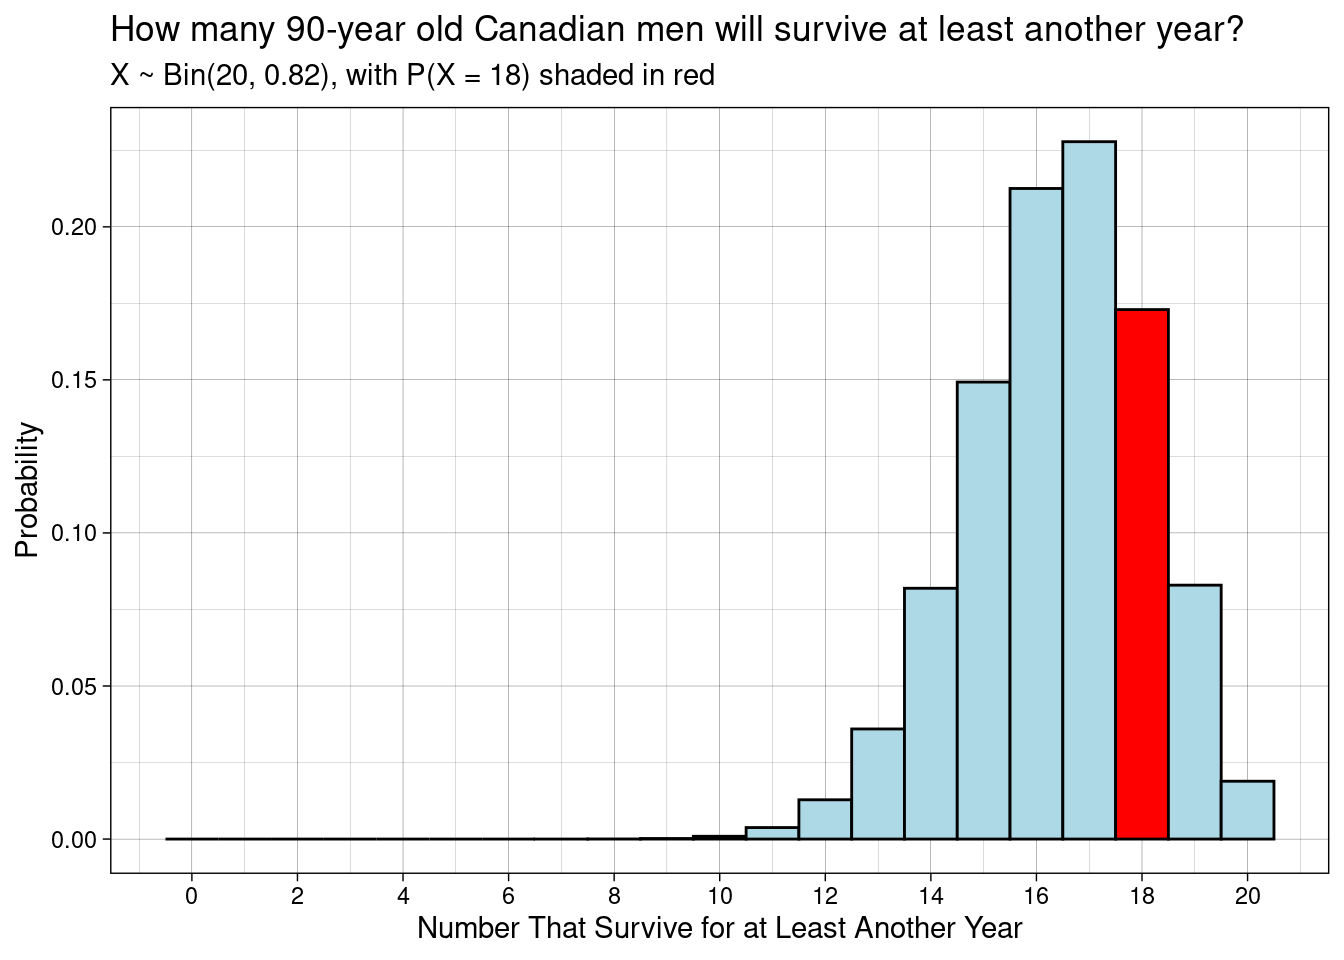 How many 90-year old Canadian men will survive at least another year?
X ~ Bin(20, 0.82), with P(X = 18) shaded in red
0.20
0.15
0.10
0.05
0.00
Probability
0 2 4 6 8 10 12 14 16 18 20
Number That Survive for at Least Another Year